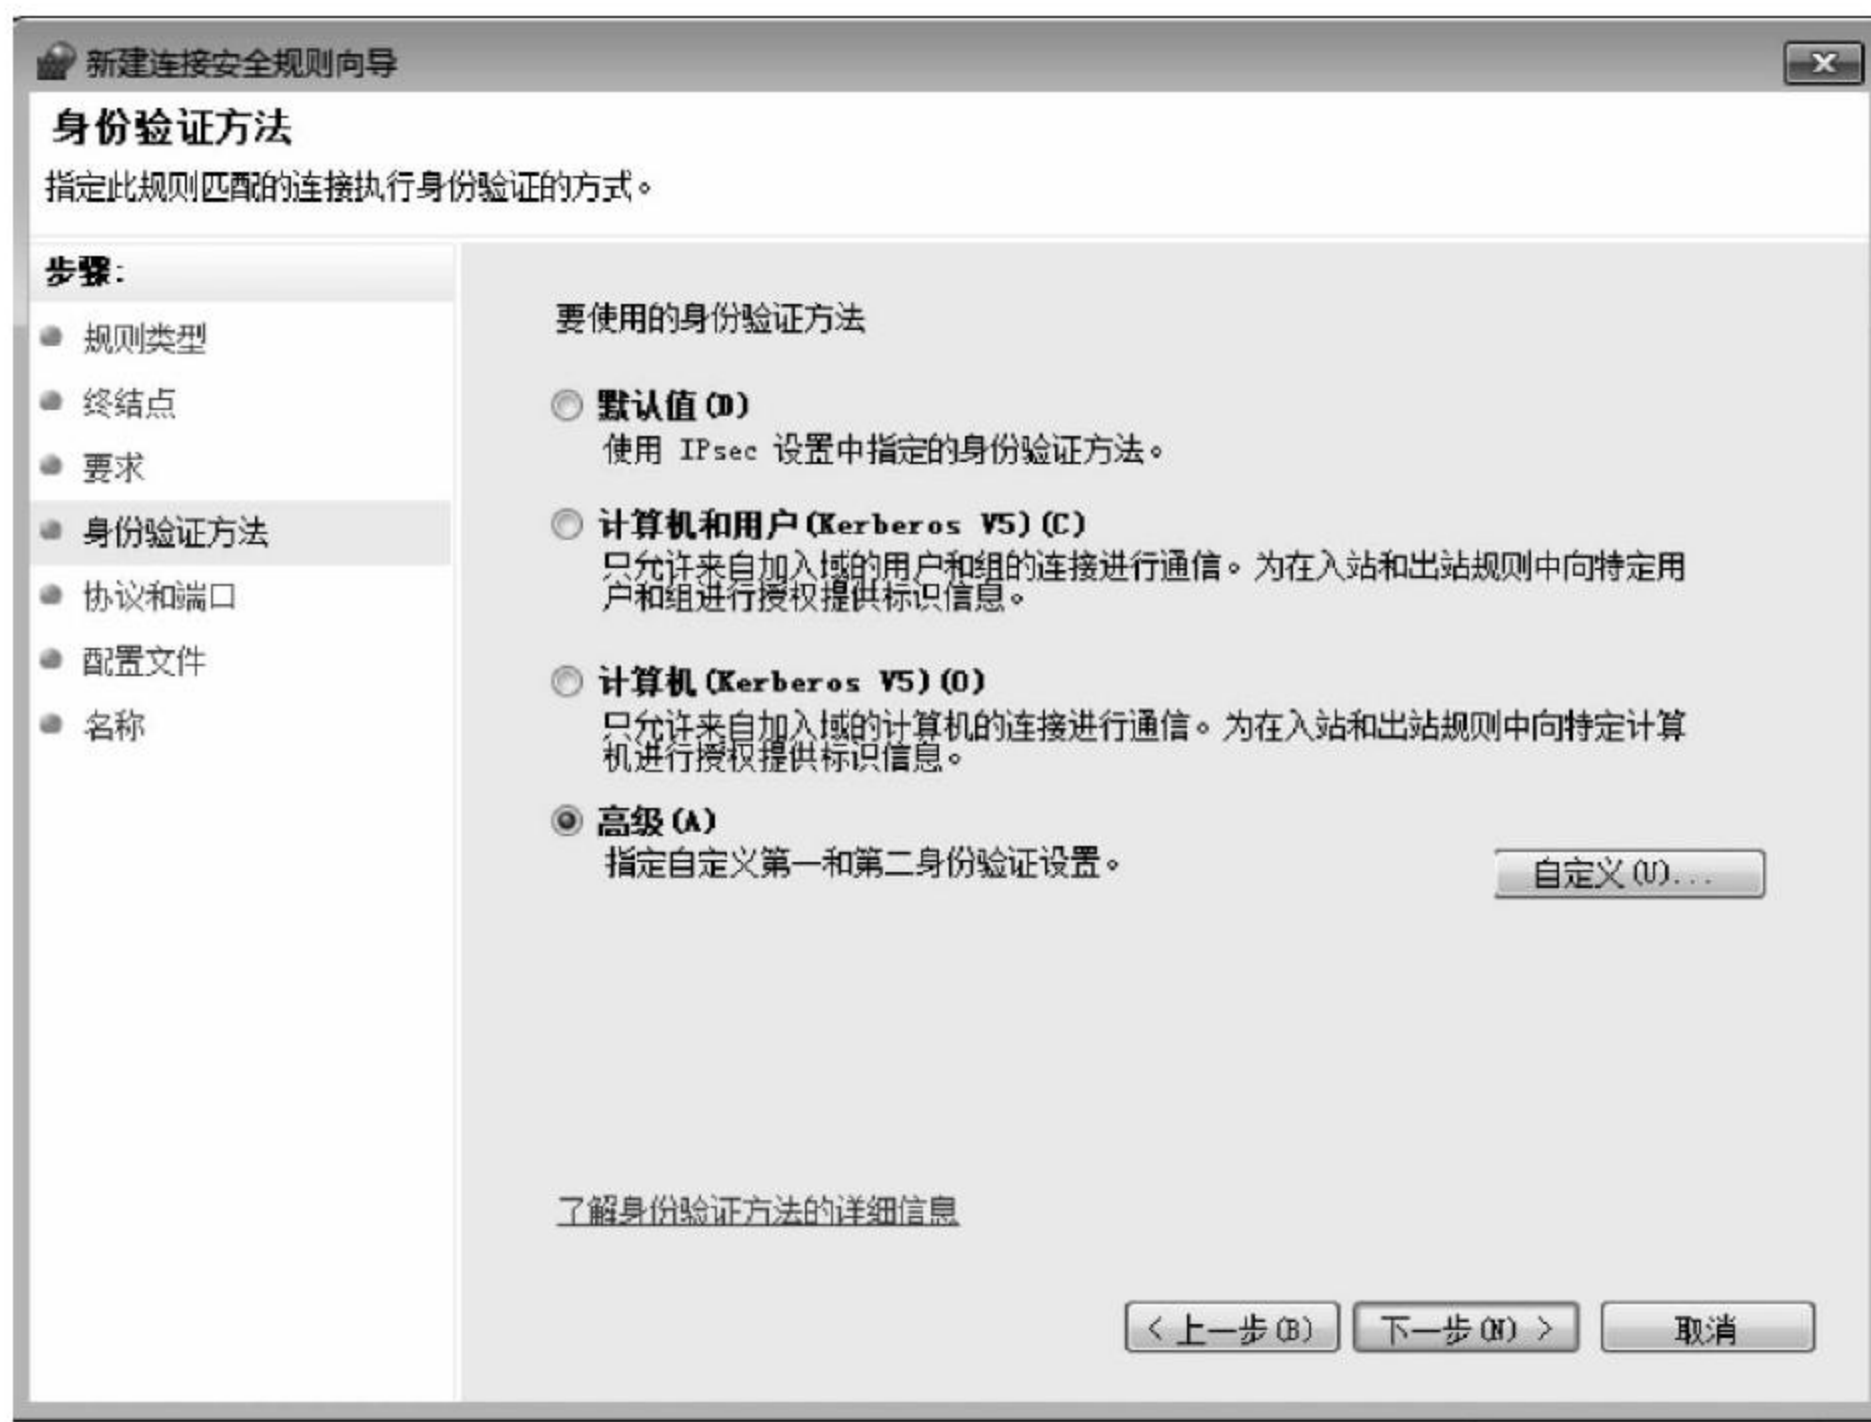 新建连接安全规则向导
身份验证方法
指定此规则匹配的连接执行身份验证的方式。
步骤:
规则类型
终结点
要求
身份验证方法
协议和端口
配置文件
名称
要使用的身份验证方法
默认值(D)
使用 IPsec 设置中指定的身份验证方法。
计算机和用户(Kerberos V5)(C)
只允许来自加入域的用户和组的连接进行通信。为在入站和出站规则中向特定用
户和组进行授权提供标识信息。
计算机(Kerberos V5)(O)
只允许来自加入域的计算机的连接进行通信。为在入站和出站规则中向特定计算
机进行授权提供标识信息。
高级(A)
指定自定义第一和第二身份验证设置。
自定义(U)...
了解身份验证方法的详细信息
< 上一步(B)
下一步(N) >
取消